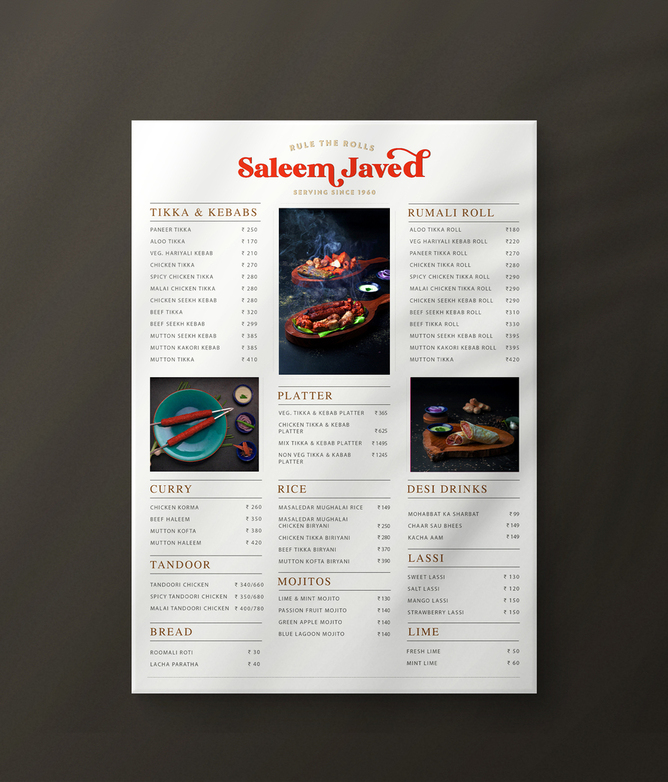 RULE THE ROLLS
Saleem Javed
SERVING SINCE 1960
TIKKA & KEBABS
PANEER TIKKA ₹ 250
ALOO TIKKA ₹ 170
VEG. HARIYALI KEBAB ₹ 210
CHICKEN TIKKA ₹ 270
SPICY CHICKEN TIKKA ₹ 280
MALAI CHICKEN TIKKA ₹ 280
CHICKEN SEEKH KEBAB ₹ 280
BEEF TIKKA ₹ 320
BEEF SEEKH KEBAB ₹ 299
MUTTON SEEKH KEBAB ₹ 385
MUTTON KAKORI KEBAB ₹ 385
MUTTON TIKKA ₹ 410
CURRY
CHICKEN KORMA ₹ 260
BEEF HALEEM ₹ 350
MUTTON KOFTA ₹ 380
MUTTON HALEEM ₹ 420
TANDOOR
TANDOORI CHICKEN ₹ 340/660
SPICY TANDOORI CHICKEN ₹ 350/680
MALAI TANDOORI CHICKEN ₹ 400/780
BREAD
ROOMALI ROTI ₹ 30
LACHA PARATHA ₹ 40
PLATTER
VEG. TIKKA & KEBAB PLATTER ₹ 365
CHICKEN TIKKA & KEBAB
PLATTER ₹ 625
MIX TIKKA & KEBAB PLATTER ₹ 1495
NON VEG TIKKA & KABAB ₹ 1245
PLATTER
RICE
MASALEDAR MUGHALAI RICE ₹ 149
MASALEDAR MUGHALAI
CHICKEN BIRYANI ₹ 250
CHICKEN TIKKA BIRIYANI ₹ 280
BEEF TIKKA BIRYANI ₹ 370
MUTTON KOFTA BIRYANI ₹ 390
MOJITOS
LIME & MINT MOJITO ₹ 130
PASSION FRUIT MOJITO ₹ 140
GREEN APPLE MOJITO ₹ 140
BLUE LAGOON MOJITO ₹ 140
RUMALI ROLL
ALOO TIKKA ROLL ₹180
VEG HARIYALI KEBAB ROLL ₹220
PANEER TIKKA ROLL ₹270
CHICKEN TIKKA ROLL ₹280
SPICY CHICKEN TIKKA ROLL ₹290
MALAI CHICKEN TIKKA ROLL ₹290
CHICKEN SEEKH KEBAB ROLL ₹290
BEEF SEEKH KEBAB ROLL ₹310
BEEF TIKKA ROLL ₹330
MUTTON SEEKH KEBAB ROLL ₹395
MUTTON KAKORI KEBAB ROLL ₹395
MUTTON TIKKA ₹420
DESI DRINKS
MOHABBAT KA SHARBAT ₹ 99
CHAAR SAU BHEES ₹ 149
KACHA AAM ₹ 149
LASSI
SWEET LASSI ₹ 130
SALT LASSI ₹ 120
MANGO LASSI ₹ 150
STRAWBERRY LASSI ₹ 150
LIME
FRESH LIME ₹ 50
MINT LIME ₹ 60